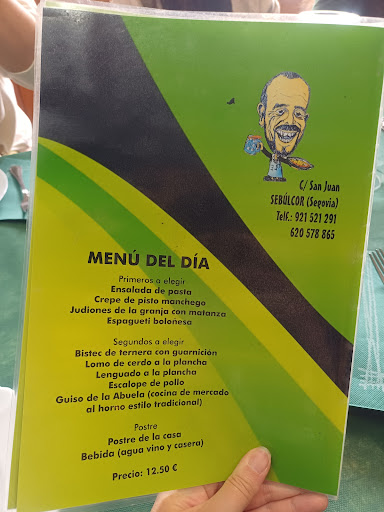 C/ San Juan
SEBÚLCOR (Segovia)
Telf.: 921 521 291
620 578 865
MENÚ DEL DÍA
Primeros a elegir
Ensalada de pasta
Crepe de pisto manchego
Judiones de la granja con matanza
Espagueti boloñesa
Segundos a elegir
Bistec de ternera con guarnición
Lomo de cerdo a la plancha
Lenguado a la plancha
Escalope de pollo
Guiso de la Abuela (cocina de mercado
al horno estilo tradicional)
Postre
Postre de la casa
Bebida (agua vino y casera)
Precio: 12.50 €